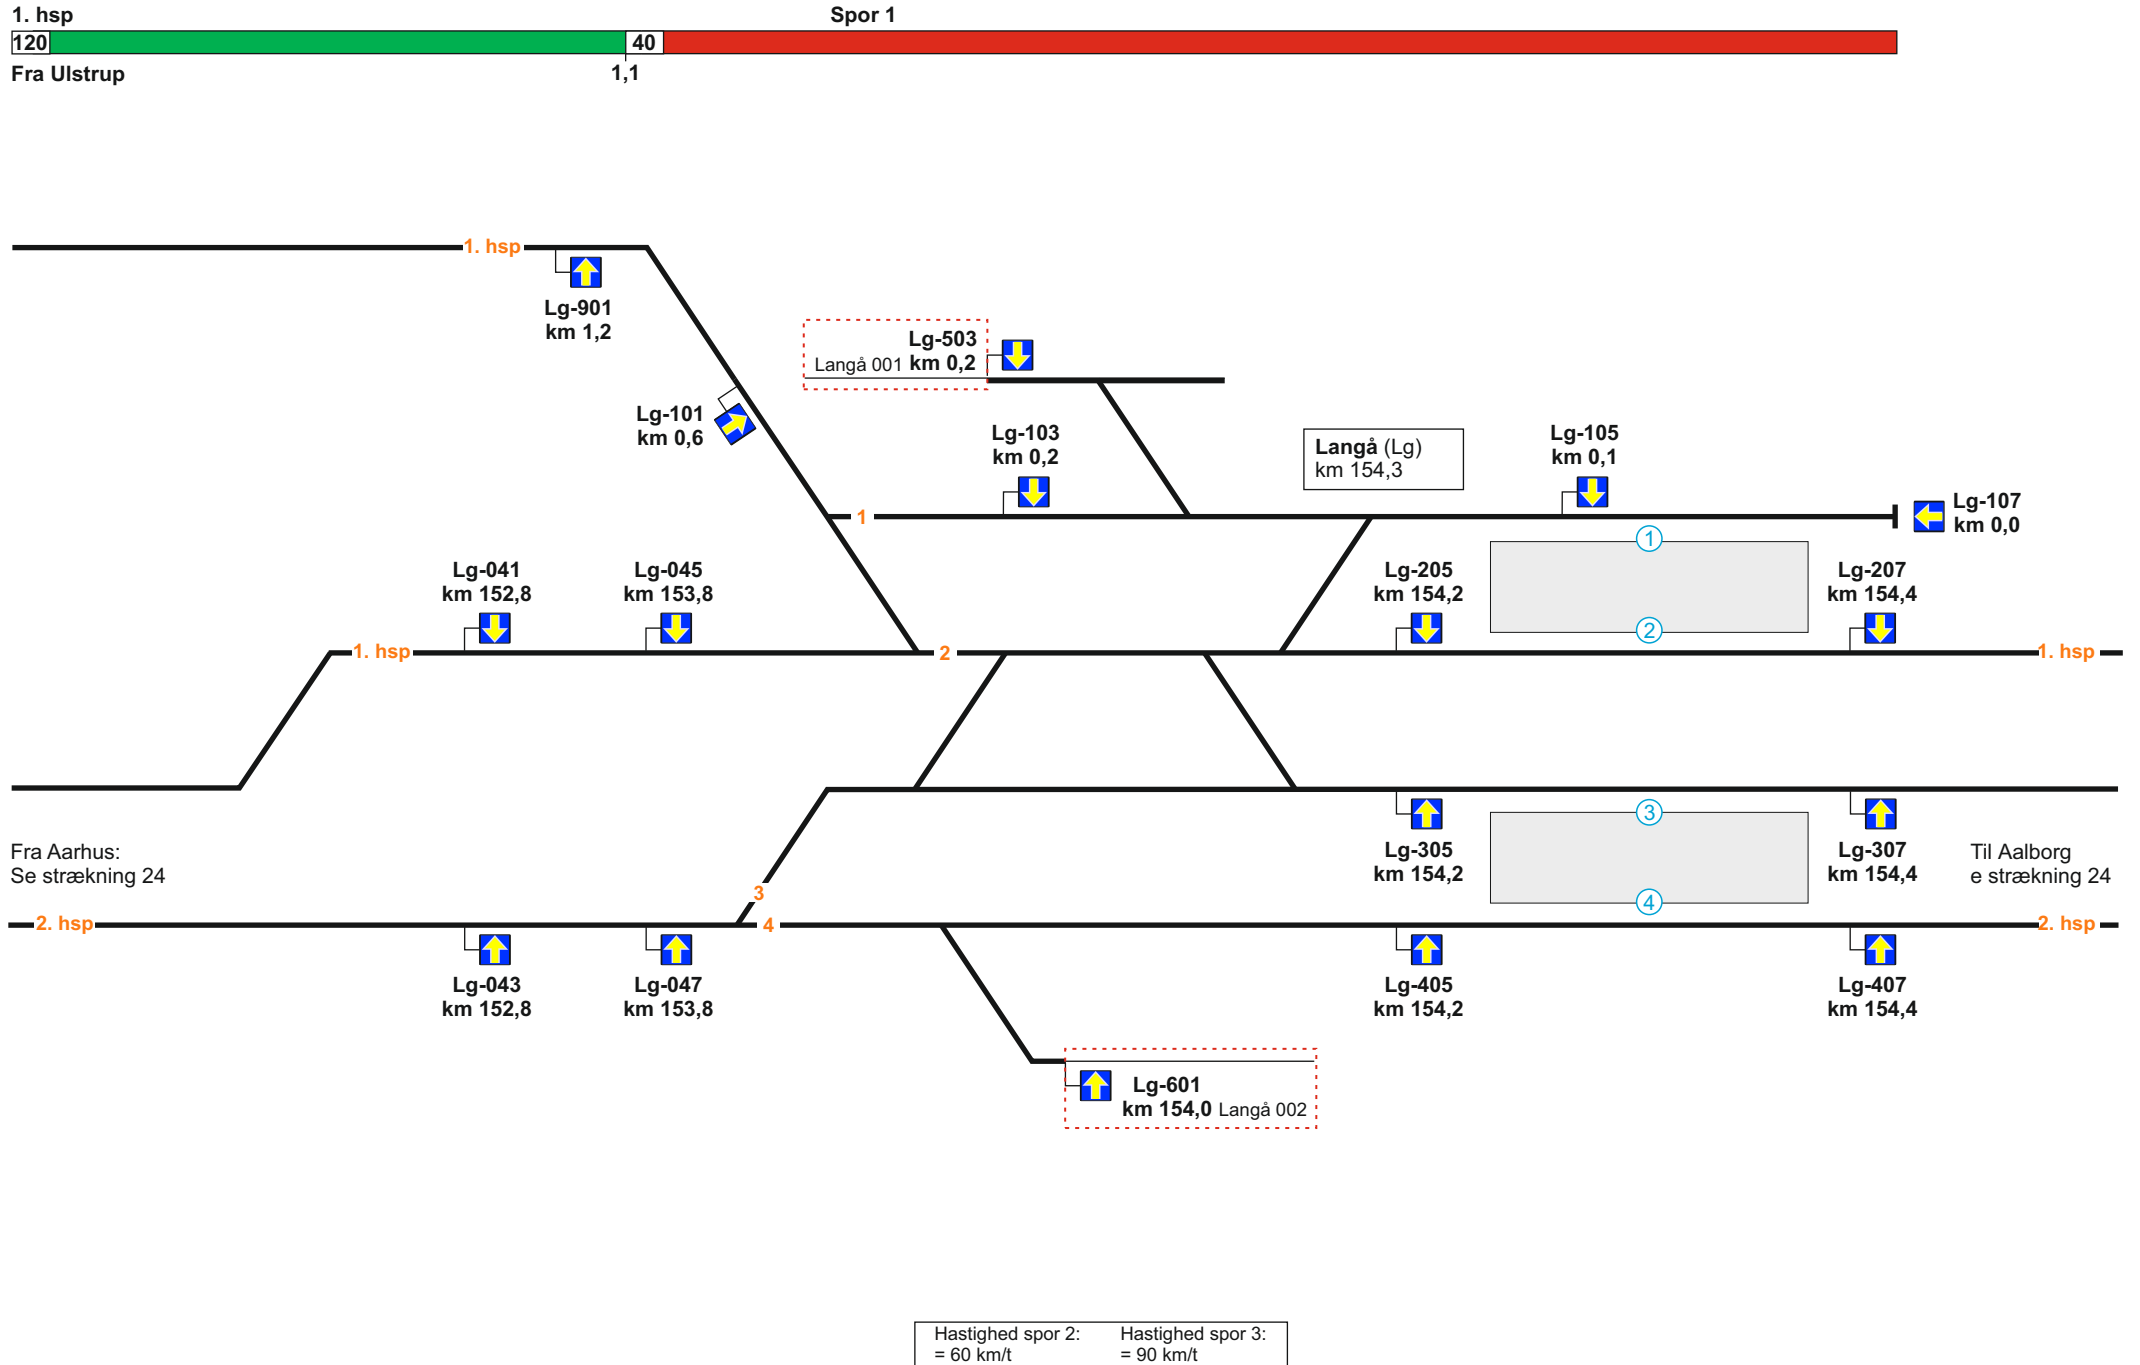 1. hsp
Spor 1
120
40
Fra Ulstrup
1,1
1. hsp
Lg-901
km 1,2
Lg-503
Langå 001 km 0,2
Lg-101
km 0,6
Lg-103
km 0,2
Langå (Lg)
km 154,3
Lg-105
km 0,1
1
Lg-107
km 0,0
1
Lg-041
km 152,8
Lg-045
km 153,8
Lg-205
km 154,2
Lg-207
km 154,4
2
1. hsp
2
1. hsp
3
Fra Aarhus:
Se strækning 24
Lg-305
km 154,2
Lg-307
km 154,4
Til Aalborg
e strækning 24
3
4
2. hsp
4
2. hsp
Lg-043
km 152,8
Lg-047
km 153,8
Lg-405
km 154,2
Lg-407
km 154,4
Lg-601
km 154,0 Langå 002
Hastighed spor 2:
= 60 km/t
Hastighed spor 3:
= 90 km/t